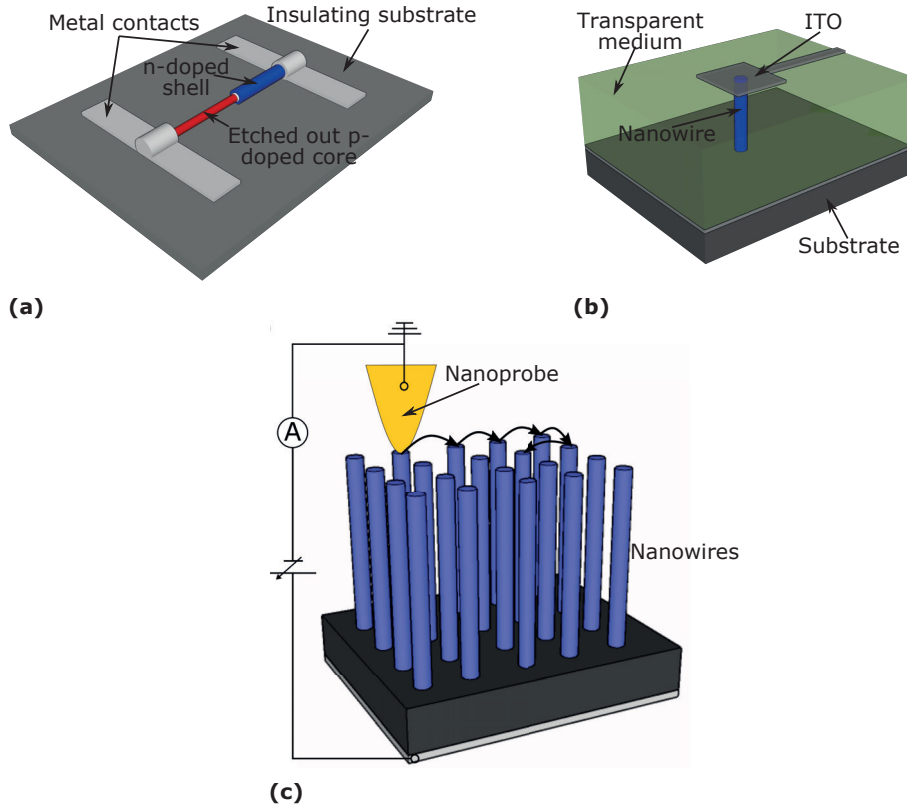 Metal contacts
Insulating substrate
n-doped
shell
Etched out p-
doped core
(a)
Transparent
medium
ITO
Nanowire
Substrate
(b)
Nanoprobe
A
Nanowires
(c)